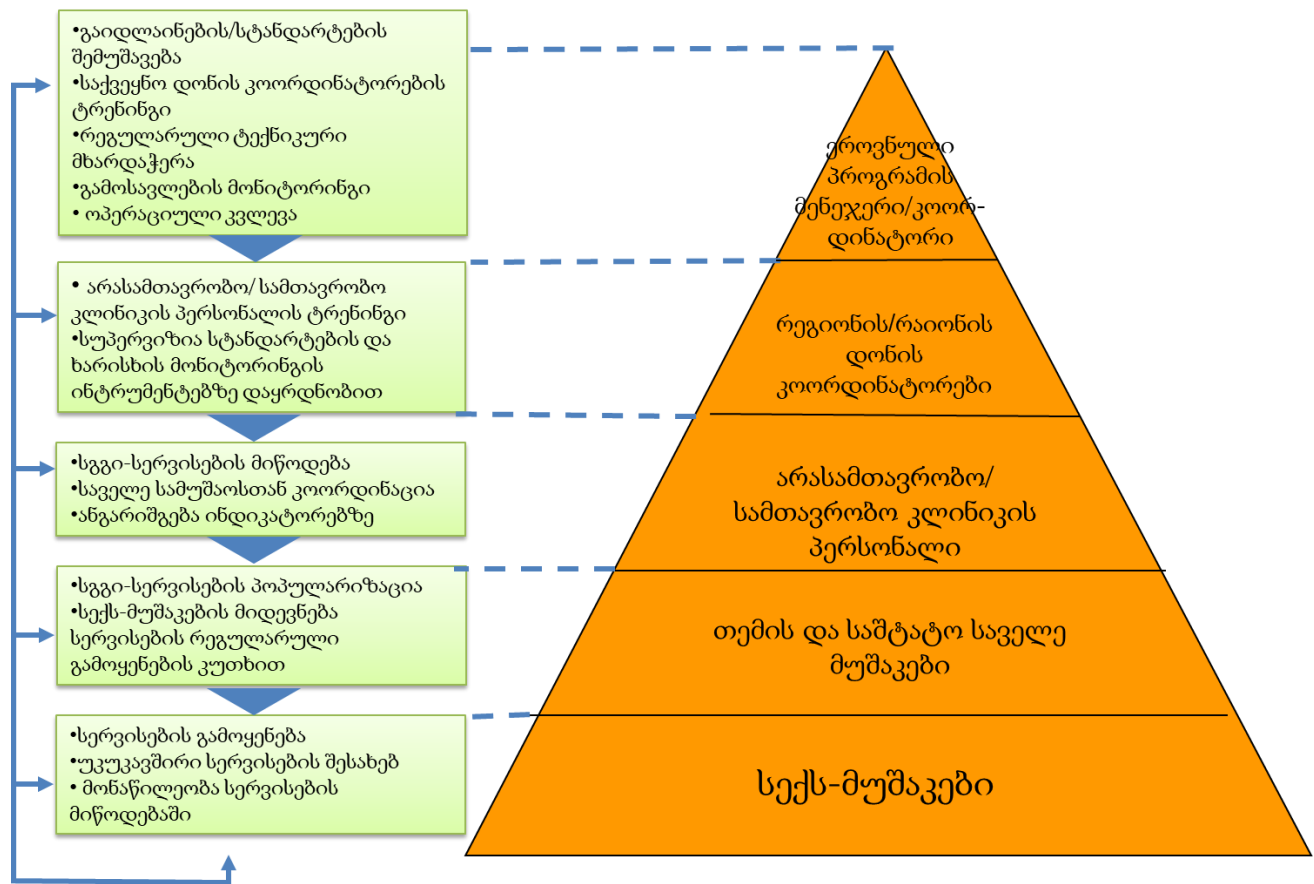 •გაიდლაინების/სტანდარტების
შემუშავება
•საქვეყნო დონის კოორდინატორების
ტრენინგი
•რეგულარული ტექნიკური
მხარდაჭერა
•გამოსავლების მონიტორინგი
• ოპერაციული კვლევა
• არასამთავრობო/ სამთავრობო
კლინიკის პერსონალის ტრენინგი
•სუპერვიზია სტანდარტების და
ხარისხის მონიტორინგის
ინტრუმენტებზე დაყრდნობით
•სგგი-სერვისების მიწოდება
•საველე სამუშაოსთან კოორდინაცია
•ანგარიშგება ინდიკატორებზე
•სგგი-სერვისების პოპულარიზაცია
•სექს-მუშაკების მიდევნება
სერვისების რეგულარული
გამოყენების კუთხით
•სერვისების გამოყენება
•უკუკავშირი სერვისების შესახებ
• მონაწილეობა სერვისების
მიწოდებაში
ეროვნული
პროგრამის
მენეჯერი/კოორ-
დინატორი
რეგიონის/რაიონის
დონის
კოორდინატორები
არასამთავრობო/
სამთავრობო კლინიკის
პერსონალი
თემის და საშტატო საველე
მუშაკები
სექს-მუშაკები